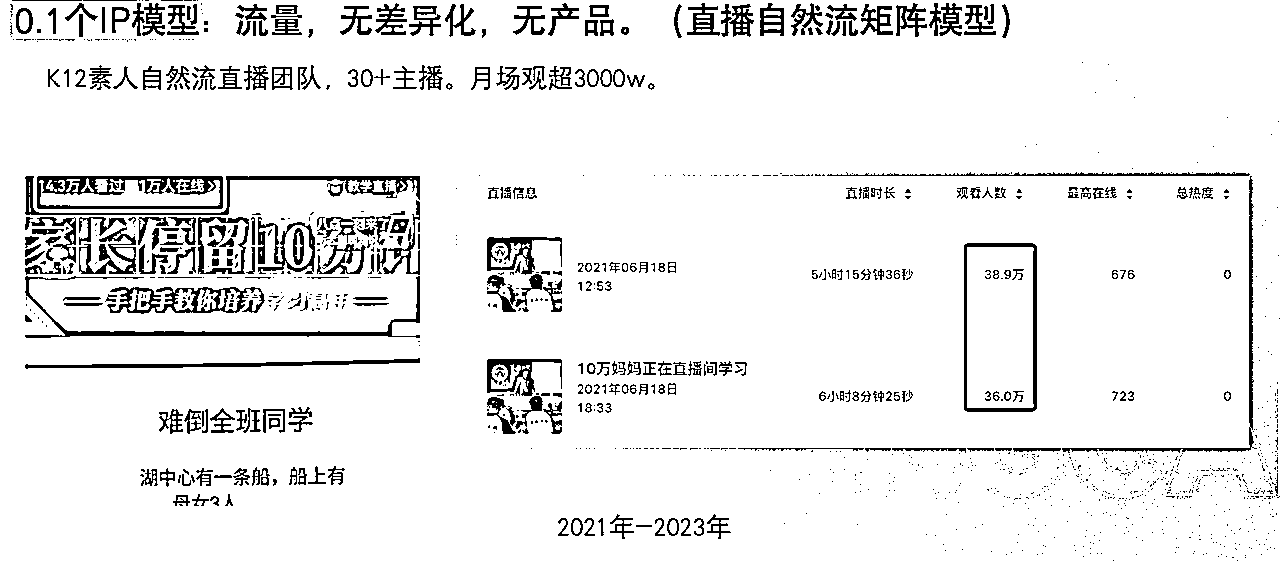 0.1个IP模型：流量，无差异化，无产品。（直播自然流矩阵模型）
K12素人自然流直播团队，30+主播。月场观超3000w。
14.3万人看过 1万人在线
教学直播
家长停留10分钟
手把手教你培养学习
难倒全班同学
湖中心有一条船，船上有
母女3人
直播信息 直播时长 观看人数 最高在线 总热度
2021年06月18日
12:53
5小时15分钟36秒 38.9万 676 0
10万妈妈正在直播间学习
2021年06月18日
18:33
6小时3分钟25秒 36.0万 723 0
2021年-2023年